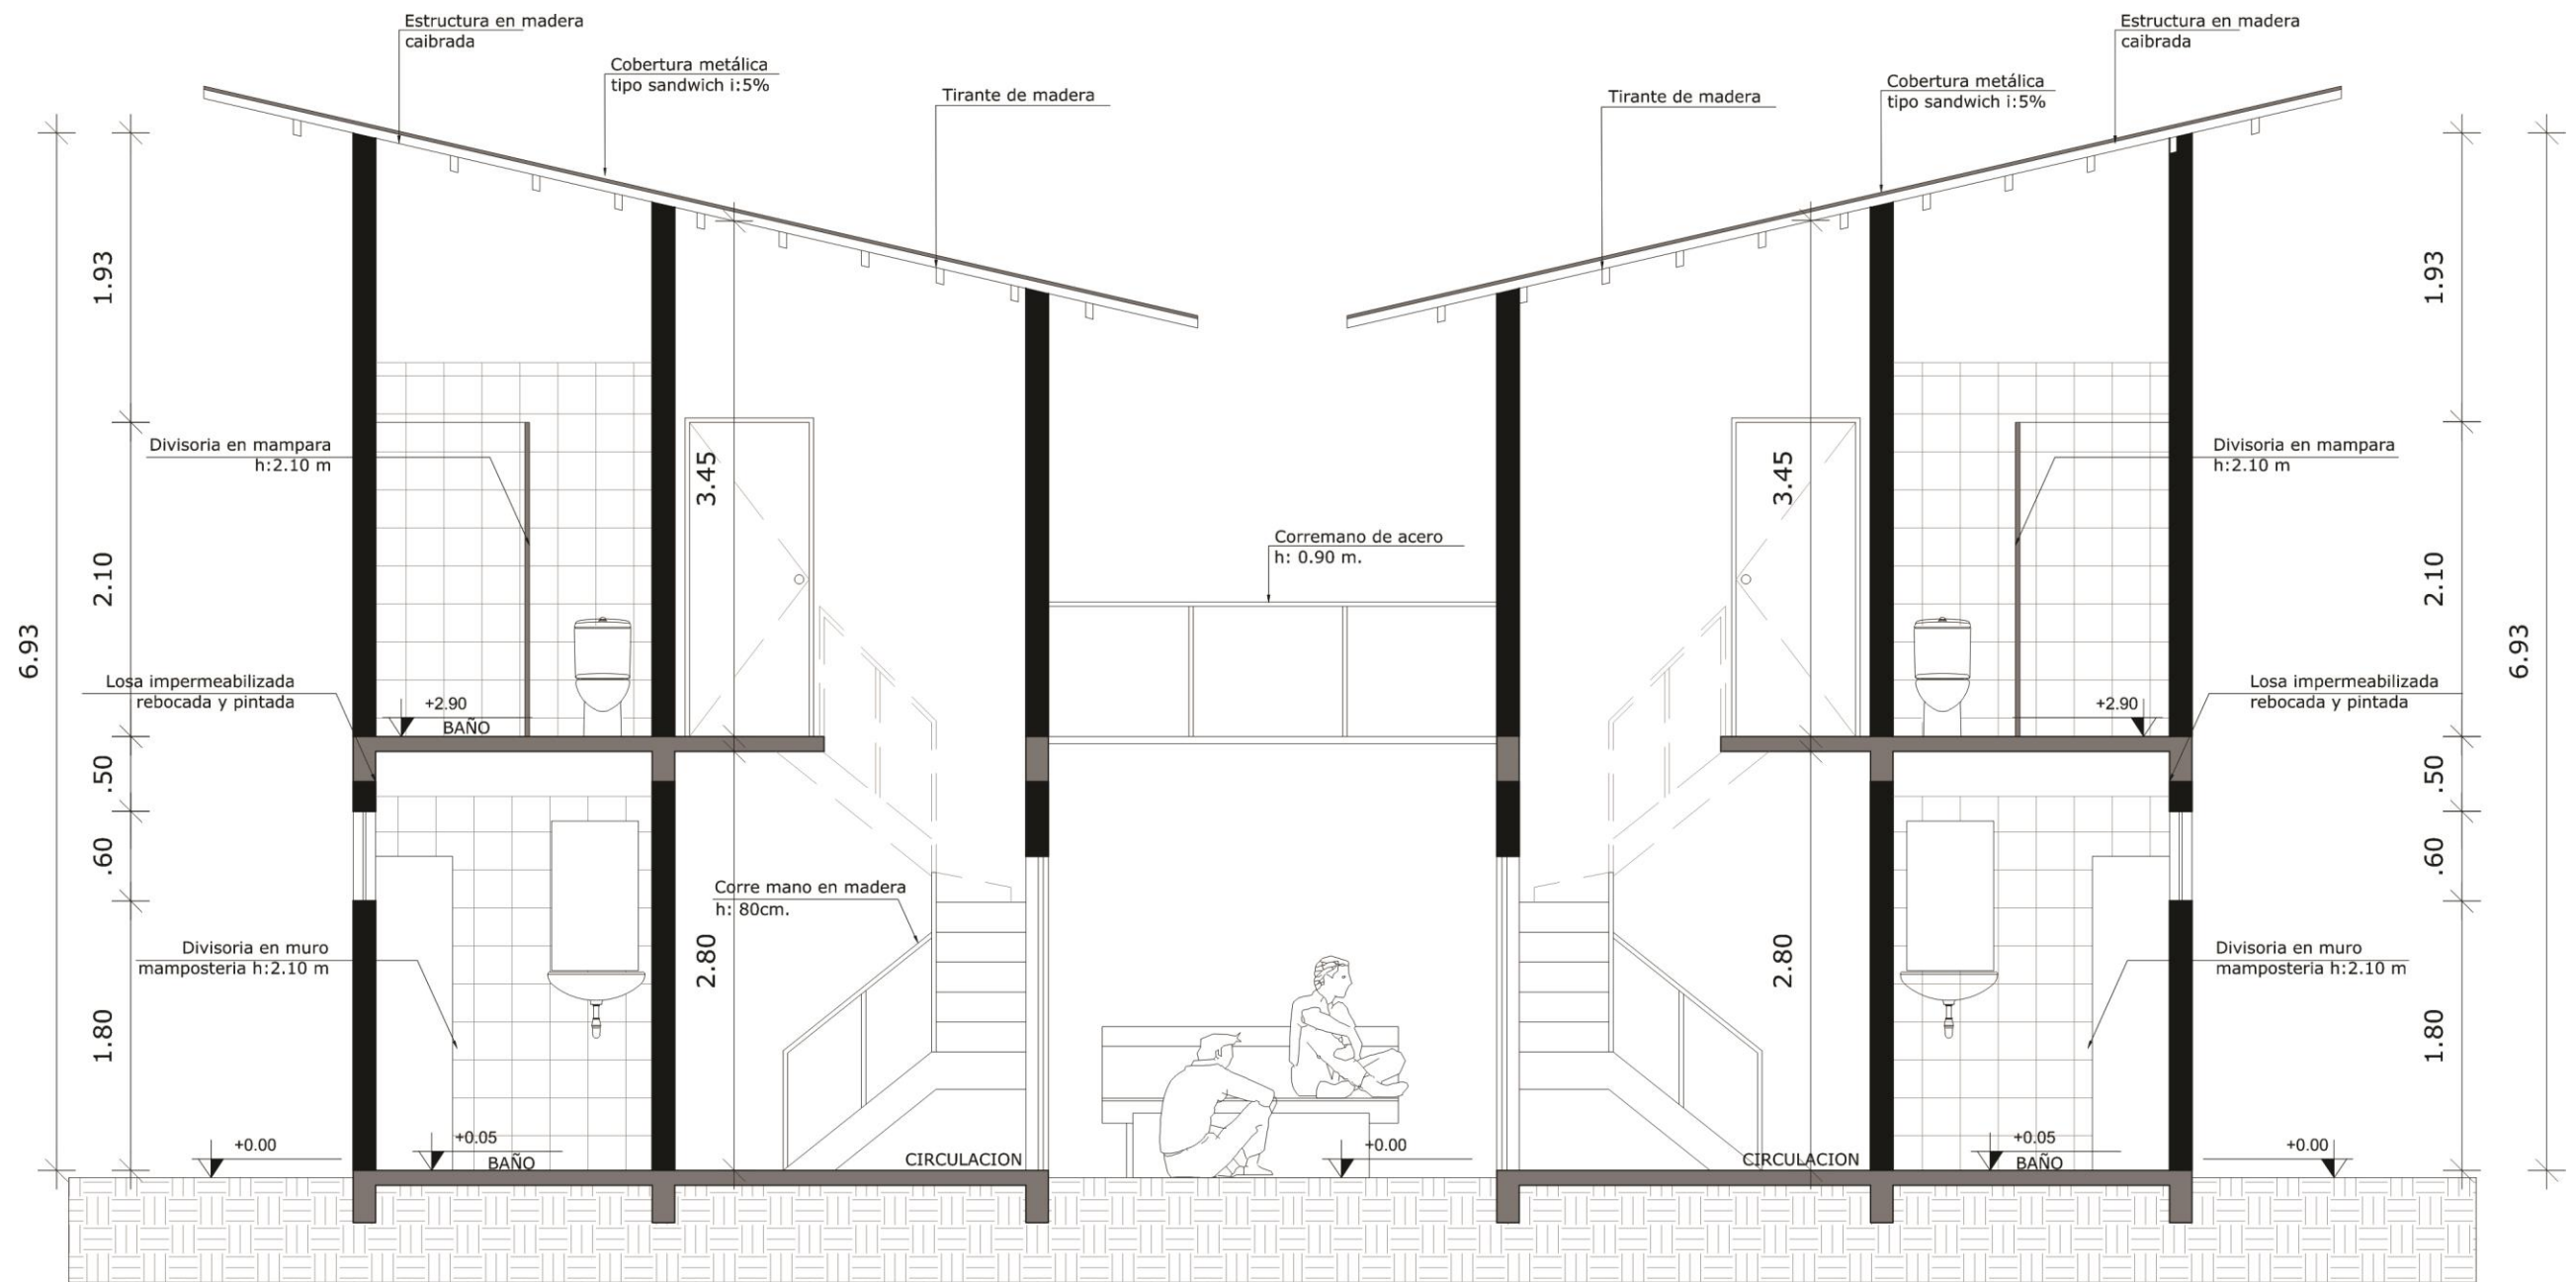 Estructura en madera
caibrada
Estructura en madera
caibrada
Cobertura metálica
tipo sandwich i:5%
Cobertura metálica
tipo sandwich i:5%
Tirante de madera
Tirante de madera
1.93
1.93
Divisoria en mampara
h:2.10 m
3.45
3.45
Divisoria en mampara
h:2.10 m
Corremano de acero
h: 0.90 m.
2.10
2.10
6.93
6.93
Losa impermeabilizada
rebocada y pintada
+2.90
BAÑO
+2.90
Losa impermeabilizada
rebocada y pintada
.50
.50
.60
.60
Corre mano en madera
h: 80cm.
Divisoria en muro
mamposteria h:2.10 m
2.80
2.80
Divisoria en muro
mamposteria h:2.10 m
1.80
1.80
+0.00
+0.05
BAÑO
CIRCULACION
+0.00
CIRCULACION
+0.05
BAÑO
+0.00